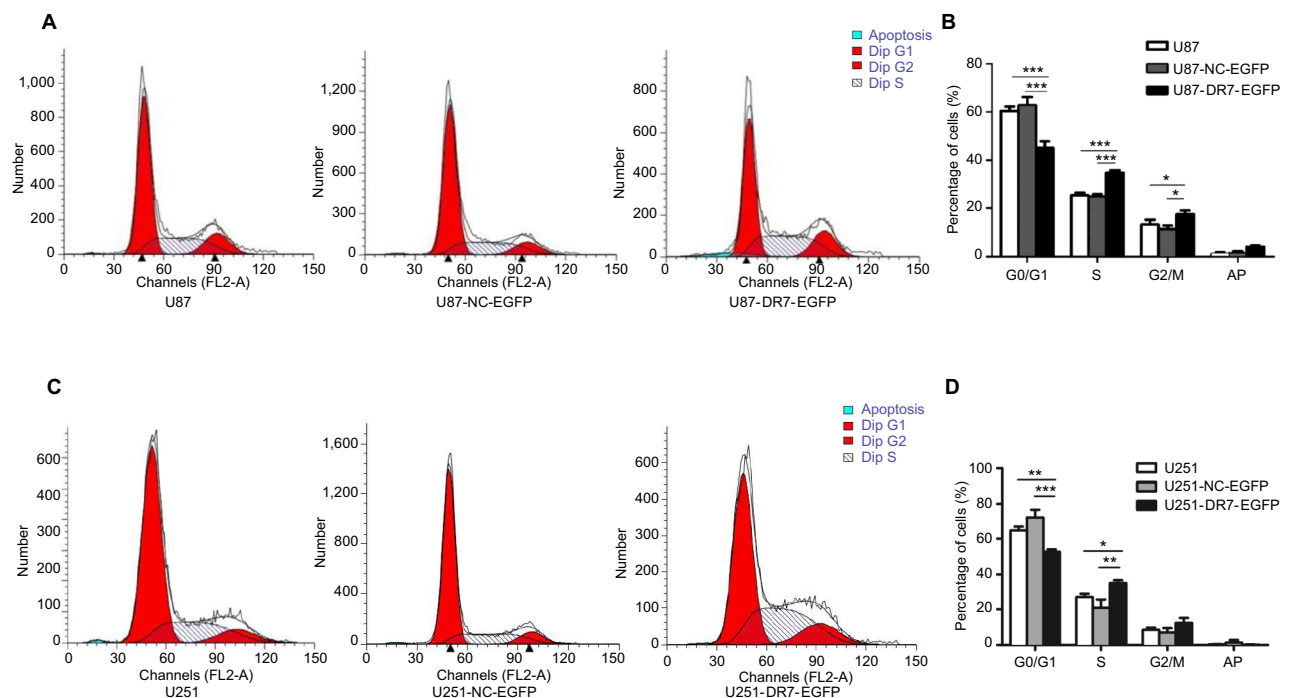 A
B
Apoptosis
Dip G1
Dip G2
Dip S
Number
1,000
800
600
400
200
0
0 30 60 90 120 150
Channels (FL2-A)
U87
Number
1,200
900
600
300
0
0 30 60 90 120 150
Channels (FL2-A)
U87-NC-EGFP
Number
800
600
400
200
0
0 30 60 90 120 150
Channels (FL2-A)
U87-DR7-EGFP
U87
U87-NC-EGFP
U87-DR7-EGFP
Percentage of cells (%)
80
60
40
20
0
***
***
***
***
*
*
G0/G1 S G2/M AP
C
D
Apoptosis
Dip G1
Dip G2
Dip S
Number
600
500
400
300
200
100
0
0 30 60 90 120 150
Channels (FL2-A)
U251
Number
1,600
1,200
800
400
0
0 30 60 90 120 150
Channels (FL2-A)
U251-NC-EGFP
Number
600
400
300
200
100
0
0 30 60 90 120 150
Channels (FL2-A)
U251-DR7-EGFP
U251
U251-NC-EGFP
U251-DR7-EGFP
Percentage of cells (%)
100
80
60
40
20
0
**
***
*
**
G0/G1 S G2/M AP